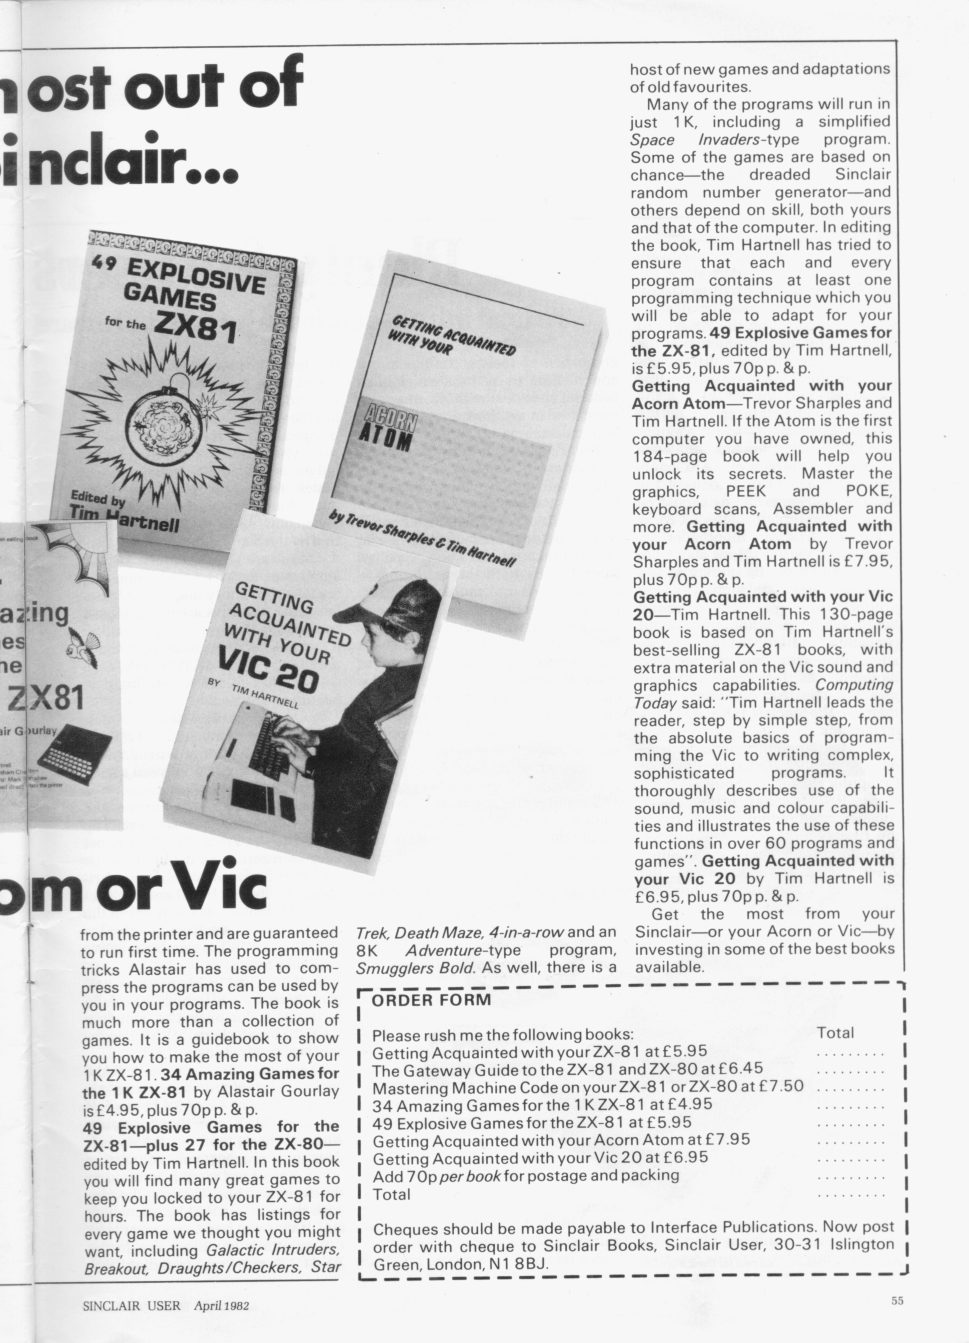 ost out of
inclair...
49 EXPLOSIVE
GAMES
for the ZX81
Edited by
Tim Hartnell
GETTING ACQUAINTED
WITH YOUR
ACORN
ATOM
by Trevor Sharples & Tim Hartnell
azing
ZX81
GETTING
ACQUAINTED
WITH YOUR
VIC 20
BY TIM HARTNELL
om or Vic
from the printer and are guaranteed
to run first time. The programming
tricks Alastair has used to com-
press the programs can be used by
you in your programs. The book is
much more than a collection of
games. It is a guidebook to show
you how to make the most of your
1K ZX-81. 34 Amazing Games for
the 1K ZX-81 by Alastair Gourlay
is £4.95, plus 70p p. & p.
49 Explosive Games for the
ZX-81—plus 27 for the ZX-80—
edited by Tim Hartnell. In this book
you will find many great games to
keep you locked to your ZX-81 for
hours. The book has listings for
every game we thought you might
want, including Galactic Intruders,
Breakout, Draughts/Checkers, Star
Trek, Death Maze, 4-in-a-row and an
8K Adventure-type program,
Smugglers Bold. As well, there is a
host of new games and adaptations
of old favourites.
Many of the programs will run in
just 1K, including a simplified
Space Invaders-type program.
Some of the games are based on
chance—the dreaded Sinclair
random number generator—and
others depend on skill, both yours
and that of the computer. In editing
the book, Tim Hartnell has tried to
ensure that each and every
program contains at least one
programming technique which you
will be able to adapt for your
programs. 49 Explosive Games for
the ZX-81, edited by Tim Hartnell,
is £5.95, plus 70p p. & p.
Getting Acquainted with your
Acorn Atom—Trevor Sharples and
Tim Hartnell. If the Atom is the first
computer you have owned, this
184-page book will help you
unlock its secrets. Master the
graphics, PEEK and POKE,
keyboard scans, Assembler and
more. Getting Acquainted with
your Acorn Atom by Trevor
Sharples and Tim Hartnell is £7.95,
plus 70p p. & p.
Getting Acquainted with your Vic
20—Tim Hartnell. This 130-page
book is based on Tim Hartnell's
best-selling ZX-81 books, with
extra material on the Vic sound and
graphics capabilities. Computing
Today said: "Tim Hartnell leads the
reader, step by simple step, from
the absolute basics of program-
ming the Vic to writing complex,
sophisticated programs. It
thoroughly describes use of the
sound, music and colour capabili-
ties and illustrates the use of these
functions in over 60 programs and
games". Getting Acquainted with
your Vic 20 by Tim Hartnell is
£6.95, plus 70p p. & p.
Get the most from your
Sinclair—or your Acorn or Vic—by
investing in some of the best books
available.
ORDER FORM
Please rush me the following books: Total
Getting Acquainted with your ZX-81 at £5.95 .........
The Gateway Guide to the ZX-81 and ZX-80 at £6.45 .........
Mastering Machine Code on your ZX-81 or ZX-80 at £7.50 .........
34 Amazing Games for the 1K ZX-81 at £4.95 .........
49 Explosive Games for the ZX-81 at £5.95 .........
Getting Acquainted with your Acorn Atom at £7.95 .........
Getting Acquainted with your Vic 20 at £6.95 .........
Add 70p per book for postage and packing .........
Total .........
Cheques should be made payable to Interface Publications. Now post
order with cheque to Sinclair Books, Sinclair User, 30-31 Islington
Green, London, N1 8BJ.
SINCLAIR USER April 1982
55